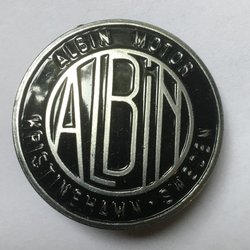 ALBIN MOTOR
ALBIN
KRISTINEHAMN · SWEDEN